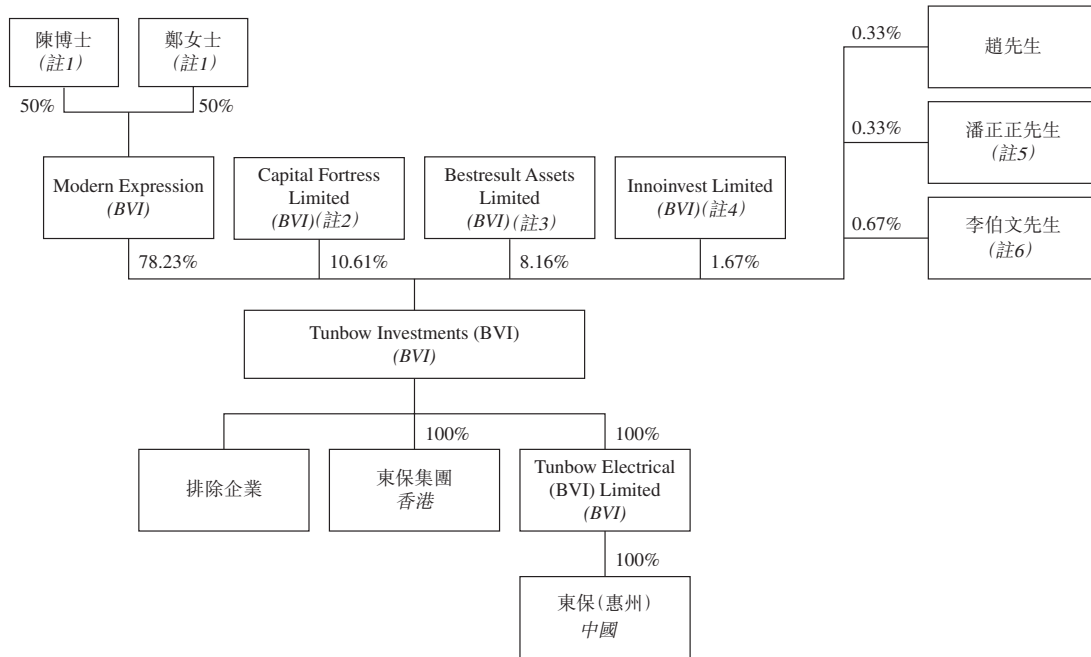 陳博士
(註1)
鄭女士
(註1)
50%
50%
0.33%
趙先生
0.33%
潘正正先生
(註5)
0.67%
李伯文先生
(註6)
Modern Expression
(BVI)
Capital Fortress
Limited
(BVI)(註2)
Bestresult Assets
Limited
(BVI)(註3)
Innoinvest Limited
(BVI)(註4)
78.23%
10.61%
8.16%
1.67%
Tunbow Investments (BVI)
(BVI)
100%
100%
排除企業
東保集團
香港
Tunbow Electrical
(BVI) Limited
(BVI)
100%
東保(惠州)
中國